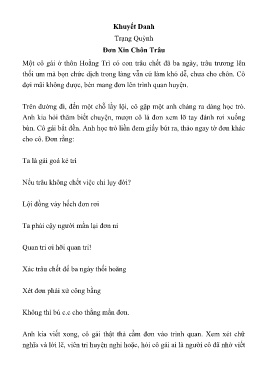 Khuyết Danh
Trạng Quỳnh
Đơn Xin Chôn Trâu
Một cô gái ở thôn Hoằng Trì có con trâu chết đã ba ngày, trâu trương lên
thối um mà bọn chức dịch trong làng vẫn cứ làm khó dễ, chưa cho chôn. Cô
đợi mãi không được, bèn mang đơn lên trình quan huyện.
Trên đường đi, đến một chỗ lầy lội, cô gặp một anh chàng ra dáng học trò.
Anh kia hỏi thăm biết chuyện, mượn cô lá đơn xem lỡ tay đánh rơi xuống
bùn. Cô gái bắt đền. Anh học trò liền đem giấy bút ra, thảo ngay tờ đơn khác
cho cô. Đơn rằng:
Ta là gái goá kẻ trì
Nếu trâu không chết việc chi lụy đời?
Lội đồng váy hếch đơn rơi
Ta phải cậy người mần lại đơn ni
Quan tri ơi hỡi quan tri!
Xác trâu chết để ba ngày thối hoăng
Xét đơn phải xử công bằng
Không thì bú c.c cho thằng mần đơn.
Anh kia viết xong, cô gái thật thà cầm đơn vào trình quan. Xem xét chữ
nghĩa và lời lẽ, viên tri huyện nghi hoặc, hỏi cô gái ai là người cô đã nhờ viết